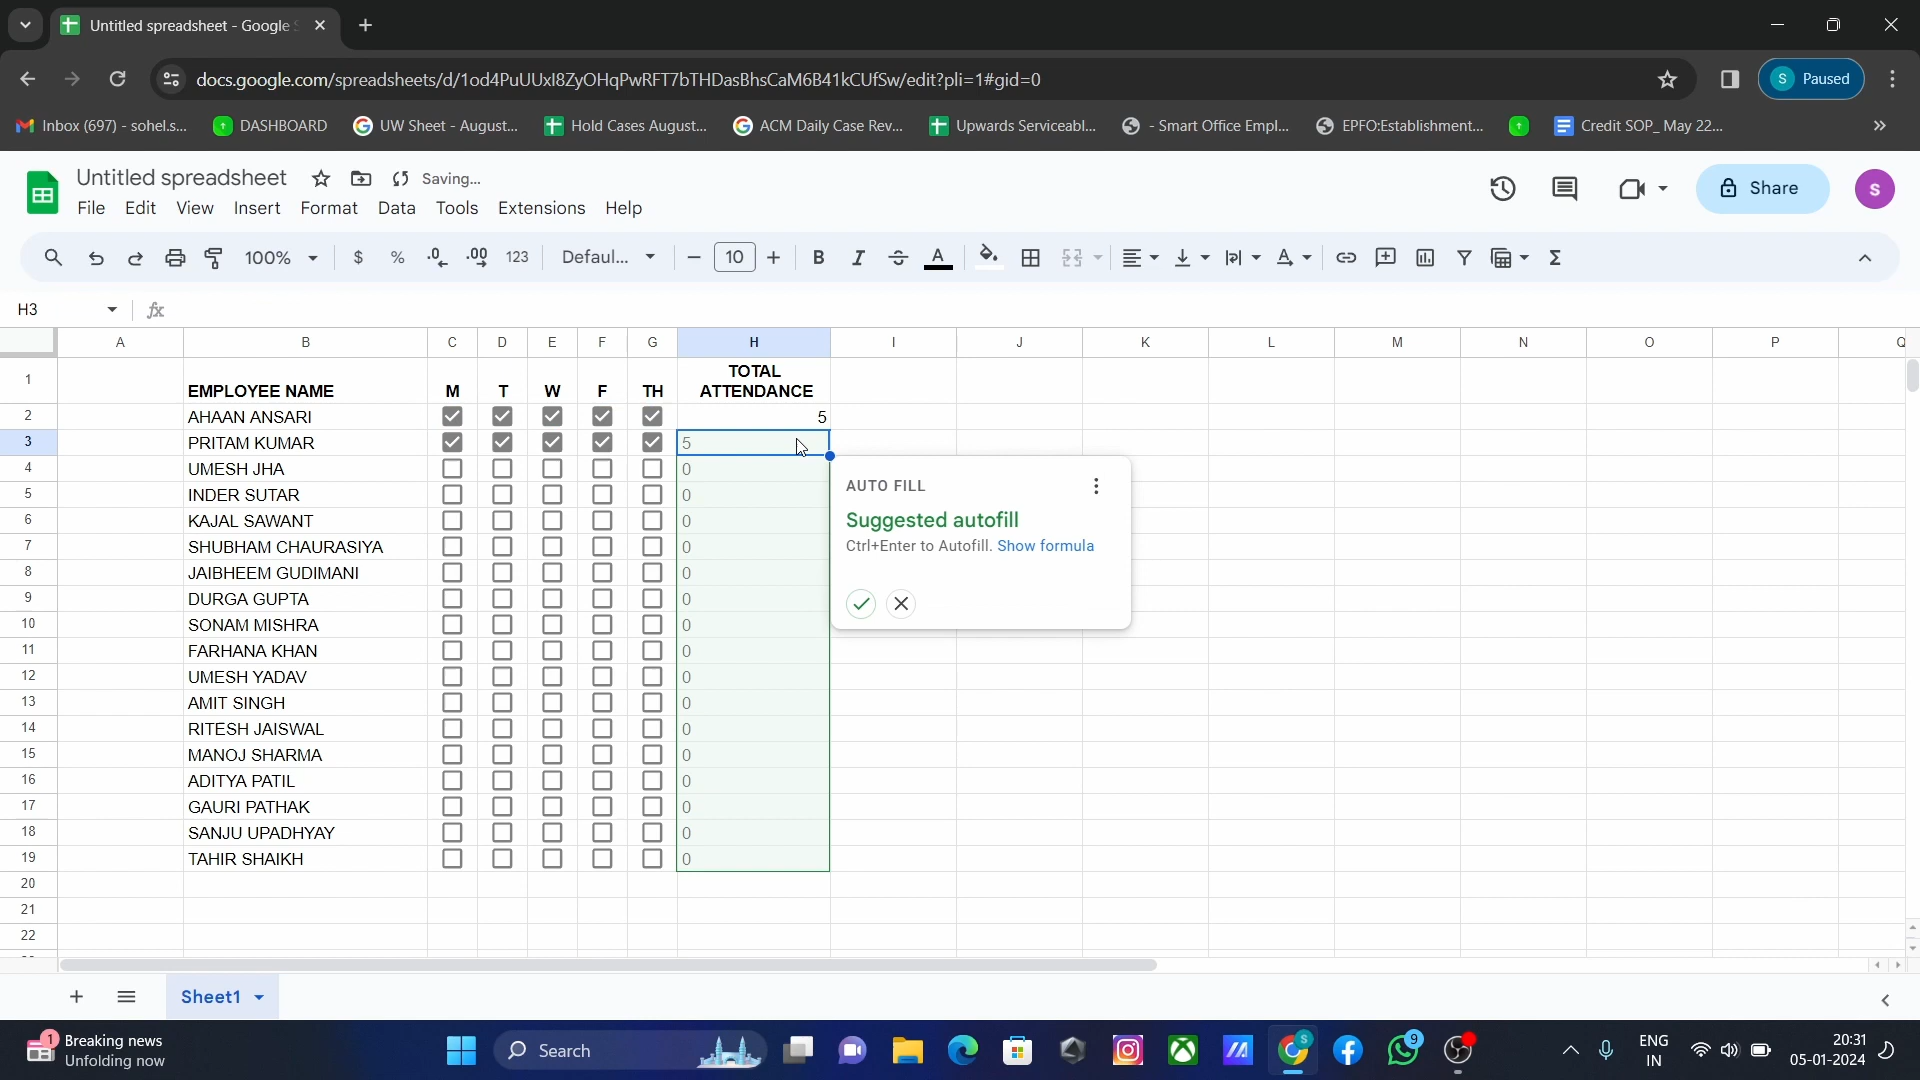 Untitled spreadsheet - Google S
docs.google.com/spreadsheets/d/1od4PuUUxI8ZyOHqPwRFT7bTHDasBhsCaM6B41kCUfSw/edit?pli=1#gid=0
S Paused
Inbox (697) - sohel.s... DASHBOARD UW Sheet - August... Hold Cases August... ACM Daily Case Rev... Upwards Serviceabl... - Smart Office Empl... EPFO:Establishment... Credit SOP_ May 22...
Untitled spreadsheet Saving...
File Edit View Insert Format Data Tools Extensions Help
Share
S
100% $ % .0 .00 123 Defaul... 10 B I A
H3 fx
A B C D E F G H I J K L M N O P Q
1 EMPLOYEE NAME M T W F TH TOTAL
ATTENDANCE
2 AHAAN ANSARI 5
3 PRITAM KUMAR 5
4 UMESH JHA 0
5 INDER SUTAR 0
6 KAJAL SAWANT 0
7 SHUBHAM CHAURASIYA 0
8 JAIBHEEM GUDIMANI 0
9 DURGA GUPTA 0
10 SONAM MISHRA 0
11 FARHANA KHAN 0
12 UMESH YADAV 0
13 AMIT SINGH 0
14 RITESH JAISWAL 0
15 MANOJ SHARMA 0
16 ADITYA PATIL 0
17 GAURI PATHAK 0
18 SANJU UPADHYAY 0
19 TAHIR SHAIKH 0
20
21
22
AUTO FILL
Suggested autofill
Ctrl+Enter to Autofill. Show formula
Sheet1
1 Breaking news
Unfolding now
Search
S
9
ENG
IN
20:31
05-01-2024